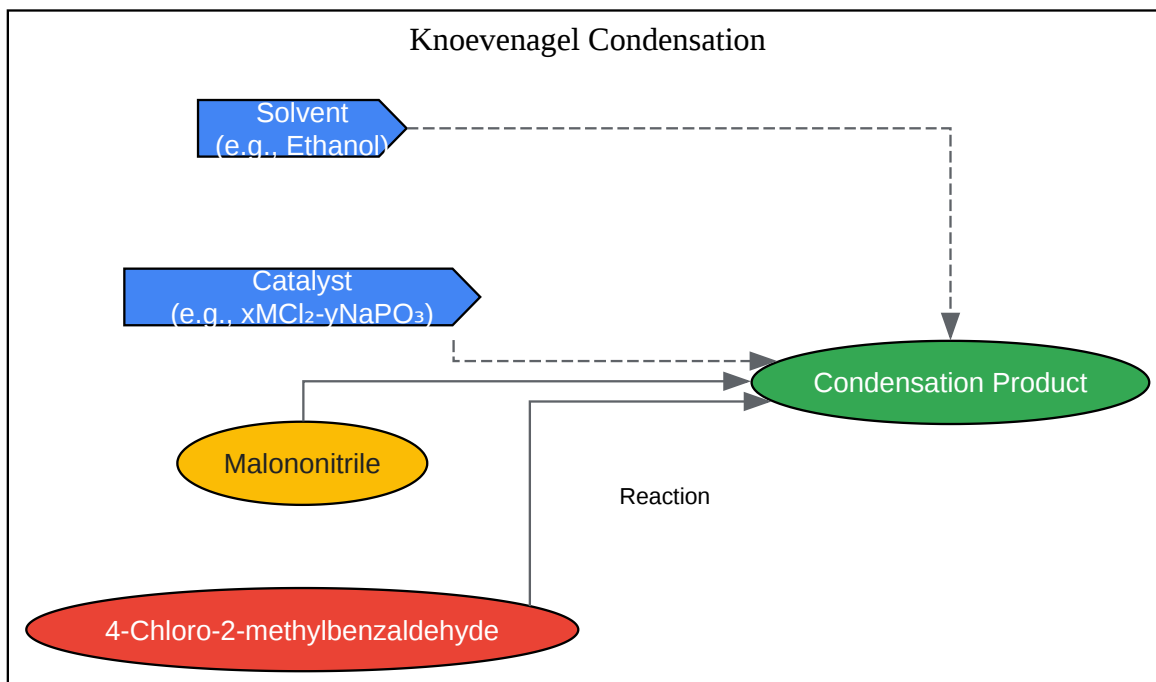 Knoevenagel Condensation
Solvent
(e.g., Ethanol)
Catalyst
(e.g., xMCl₂-yNaPO₃)
Condensation Product
Malononitrile
Reaction
4-Chloro-2-methylbenzaldehyde